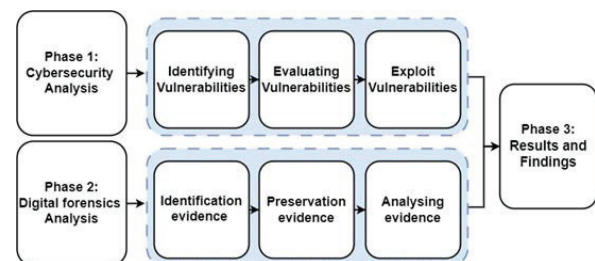 Phase 1:
Cybersecurity
Analysis
Identifying
Vulnerabilities
Evaluating
Vulnerabilities
Exploit
Vulnerabilities
Phase 2:
Digital forensics
Analysis
Identification
evidence
Preservation
evidence
Analysing
evidence
Phase 3:
Results and
Findings